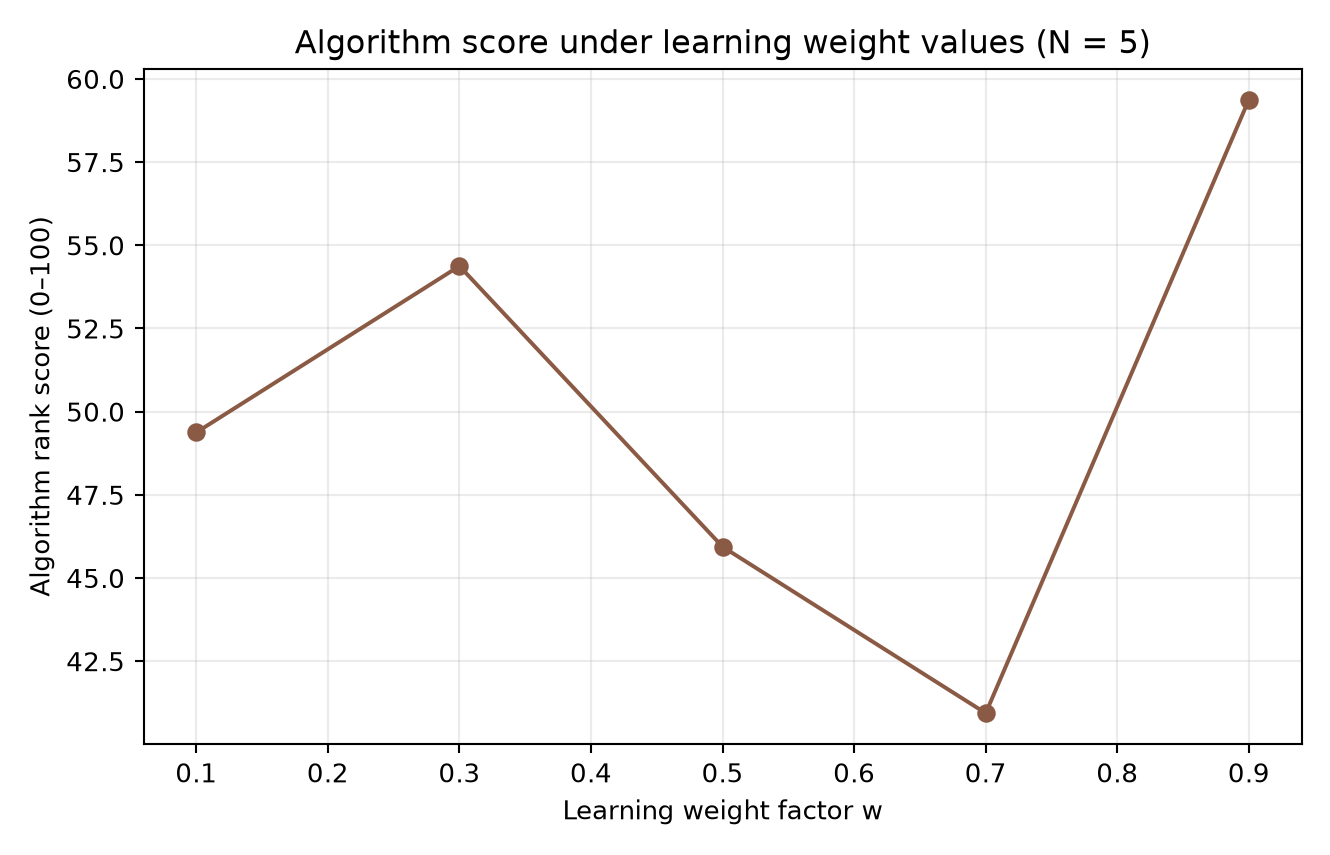 Algorithm score under learning weight values (N = 5)
Algorithm rank score (0–100)
60.0
57.5
55.0
52.5
50.0
47.5
45.0
42.5
0.1 0.2 0.3 0.4 0.5 0.6 0.7 0.8 0.9
Learning weight factor w